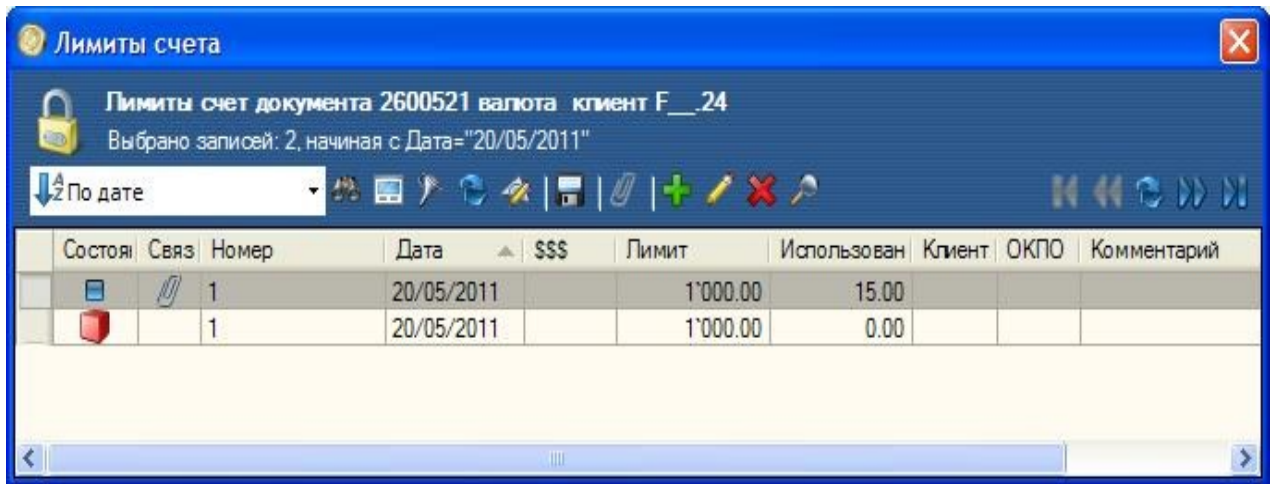 Лимиты счета
Лимиты счет документа 2600521 валюта клиент F__.24
Выбрано записей: 2, начиная с Дата="20/05/2011"
По дате
Состоян Связ Номер Дата $$$ Лимит Использован Клиент ОКПО Комментарий
1 20/05/2011 1`000.00 15.00
1 20/05/2011 1`000.00 0.00